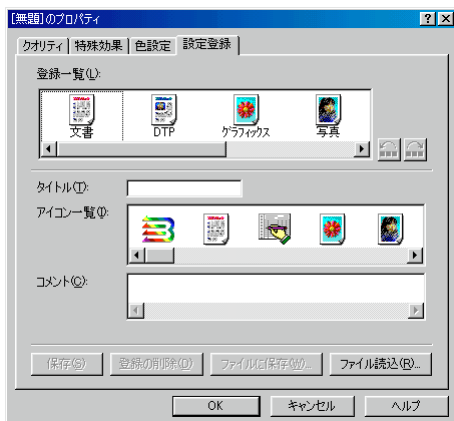 [無題]のプロパティ
クオリティ 特殊効果 色設定 設定登録
登録一覧(L):
文書 DTP グラフィックス 写真
タイトル(T):
アイコン一覧(I):
コメント(C):
保存(S) 登録の削除(D) ファイルに保存(W)... ファイル読込(R)...
OK キャンセル ヘルプ